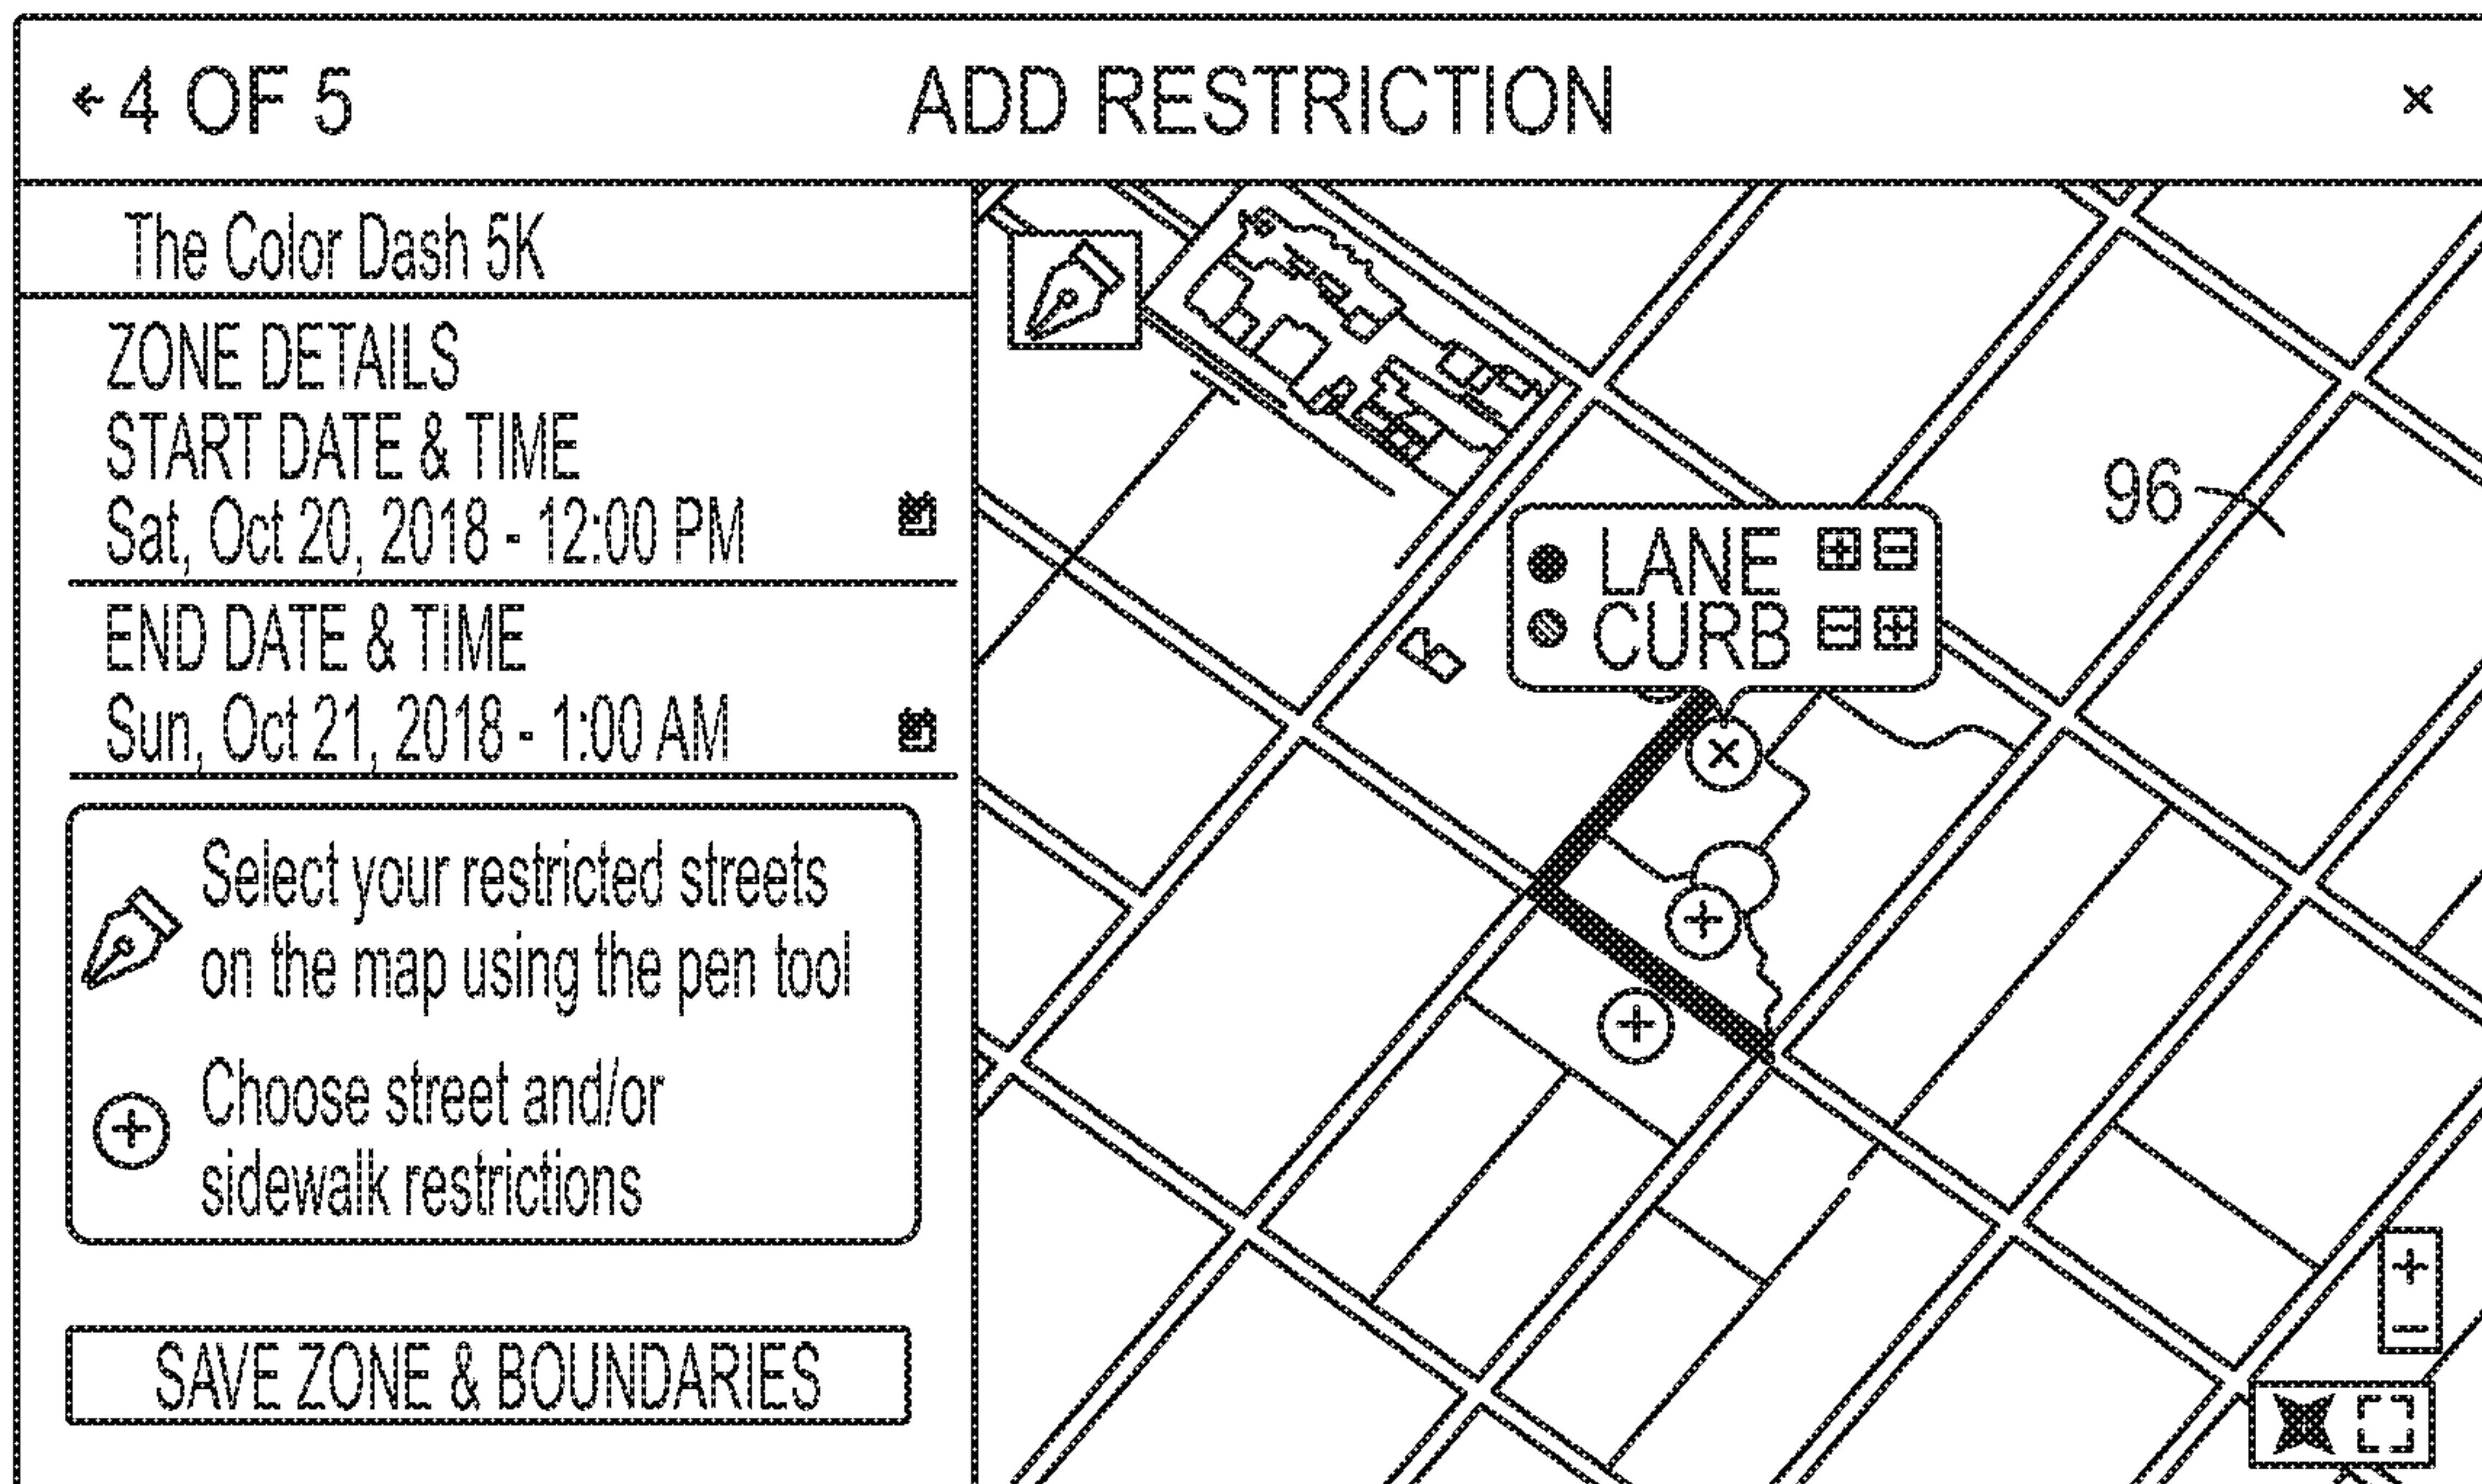 ←4 OF 5
ADD RESTRICTION
×
The Color Dash 5K
ZONE DETAILS
START DATE & TIME
Sat, Oct 20, 2018 - 12:00 PM
END DATE & TIME
Sun, Oct 21, 2018 - 1:00 AM
Select your restricted streets
on the map using the pen tool
Choose street and/or
sidewalk restrictions
SAVE ZONE & BOUNDARIES
96
LANE + −
CURB − +
+
−